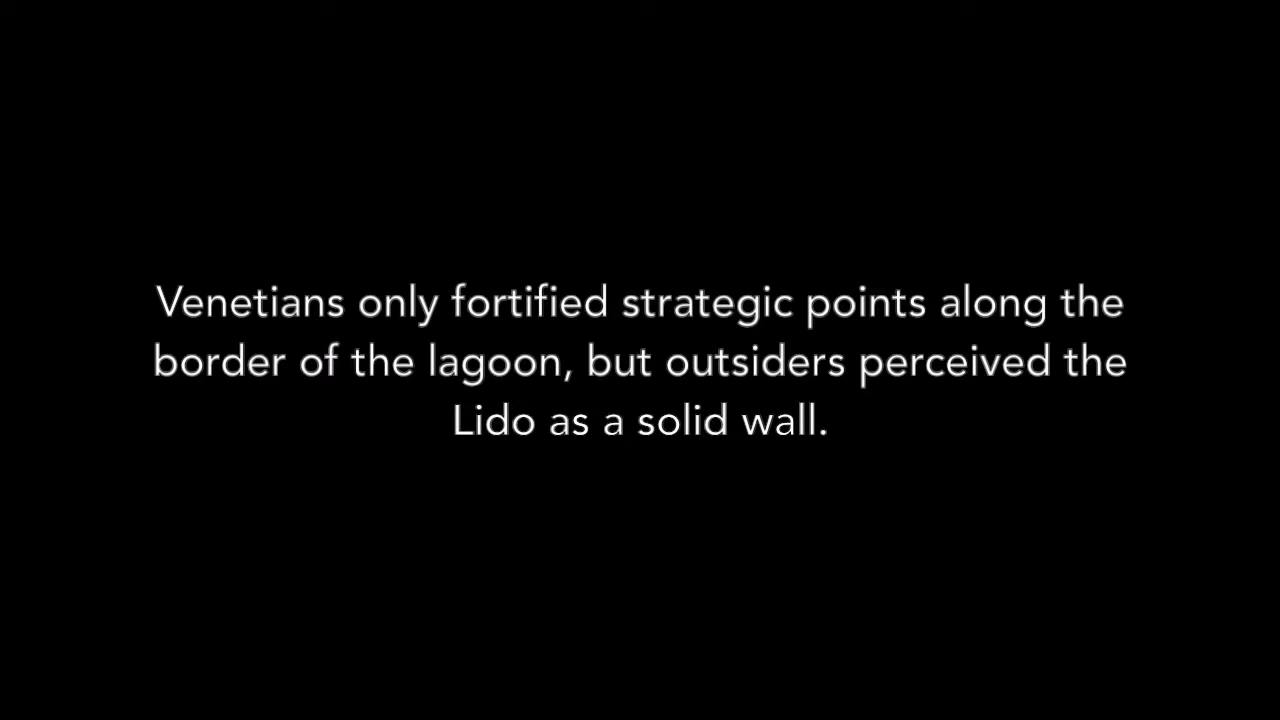 Venetians only fortified strategic points along the
border of the lagoon, but outsiders perceived the
Lido as a solid wall.